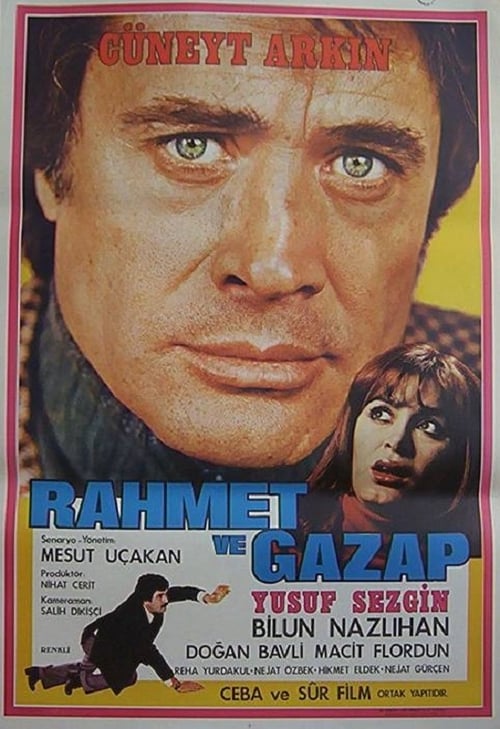 CÜNEYT ARKIN
RAHMET
ve GAZAP
Senaryo-Yönetim:
MESUT UÇAKAN
Prodüktör:
NİHAT CERİT
Kameraman:
SALİH DİKİŞÇİ
RENKLİ
YUSUF SEZGİN
BİLUN NAZLIHAN
DOĞAN BAVLİ MACİT FLORDUN
REHA YURDAKUL·NEJAT ÖZBEK·HİKMET ELDEK·NEJAT GÜRÇEN
CEBA ve SÛR FİLM ORTAK YAPITIDIR.